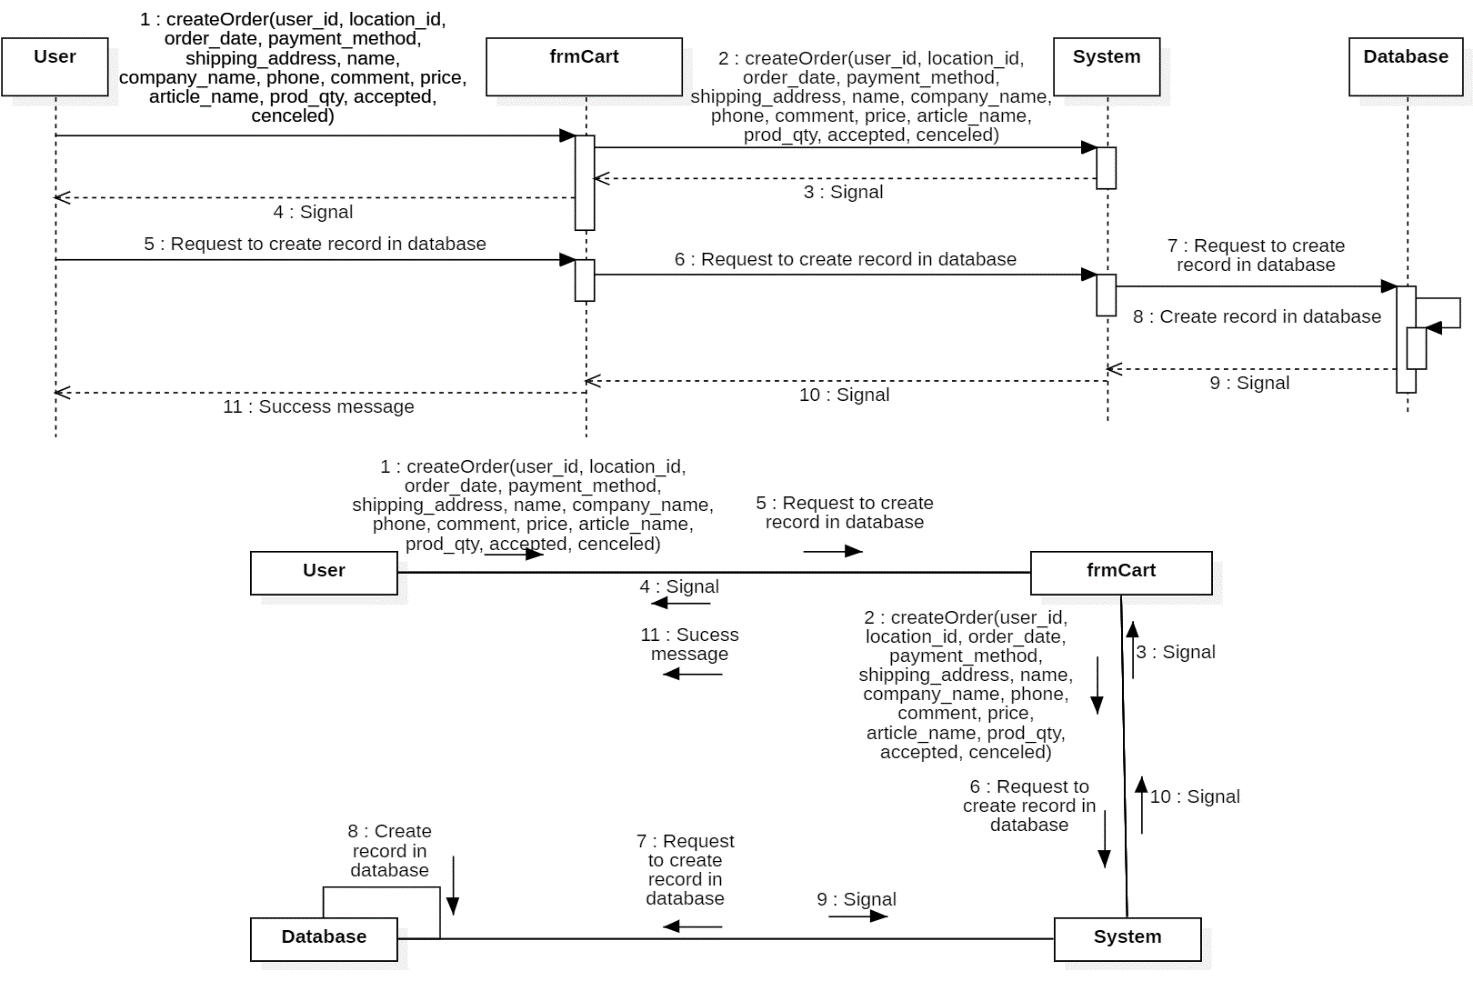 1 : createOrder(user_id, location_id,
order_date, payment_method,
shipping_address, name,
company_name, phone, comment, price,
article_name, prod_qty, accepted,
cenceled)
User
frmCart
2 : createOrder(user_id, location_id,
order_date, payment_method,
shipping_address, name, company_name,
phone, comment, price, article_name,
prod_qty, accepted, cenceled)
System
Database
3 : Signal
4 : Signal
5 : Request to create record in database
6 : Request to create record in database
7 : Request to create
record in database
8 : Create record in database
9 : Signal
10 : Signal
11 : Success message
1 : createOrder(user_id, location_id,
order_date, payment_method,
shipping_address, name, company_name,
phone, comment, price, article_name,
prod_qty, accepted, cenceled)
5 : Request to create
record in database
User
frmCart
4 : Signal
11 : Sucess
message
2 : createOrder(user_id,
location_id, order_date,
payment_method,
shipping_address, name,
company_name, phone,
comment, price,
article_name, prod_qty,
accepted, cenceled)
3 : Signal
6 : Request to
create record in
database
10 : Signal
8 : Create
record in
database
7 : Request
to create
record in
database
9 : Signal
Database
System